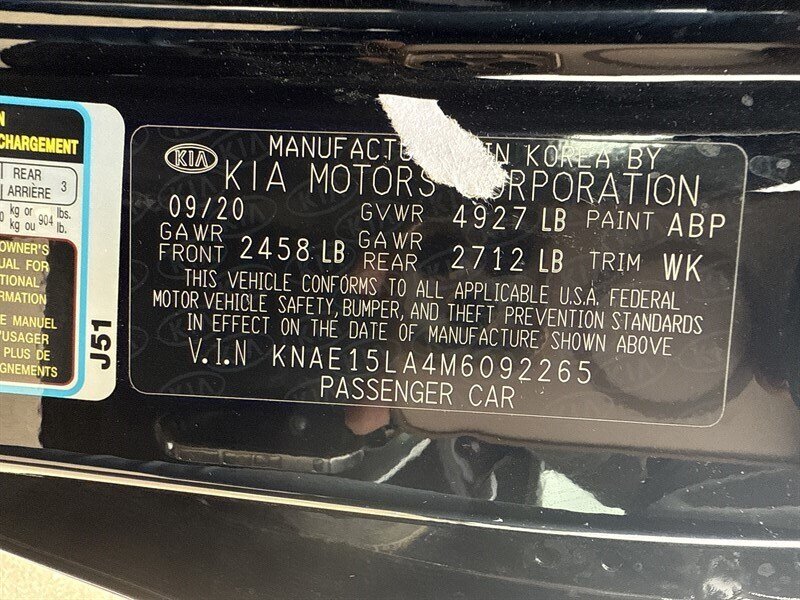 N
CHARGEMENT
REAR
ARRIÈRE 3
kg or lbs.
0 kg ou 904 lb.
OWNER'S
UAL FOR
TIONAL
RMATION
E MANUEL
'USAGER
PLUS DE
IGNEMENTS
J51
KIA
MANUFACTU IN KOREA BY
KIA MOTORS ORPORATION
09/20 GVWR 4927 LB PAINT ABP
GAWR FRONT 2458 LB GAWR REAR 2712 LB TRIM WK
THIS VEHICLE CONFORMS TO ALL APPLICABLE U.S.A. FEDERAL
MOTOR VEHICLE SAFETY, BUMPER, AND THEFT PREVENTION STANDARDS
IN EFFECT ON THE DATE OF MANUFACTURE SHOWN ABOVE
V.I.N KNAE15LA4M6092265
PASSENGER CAR